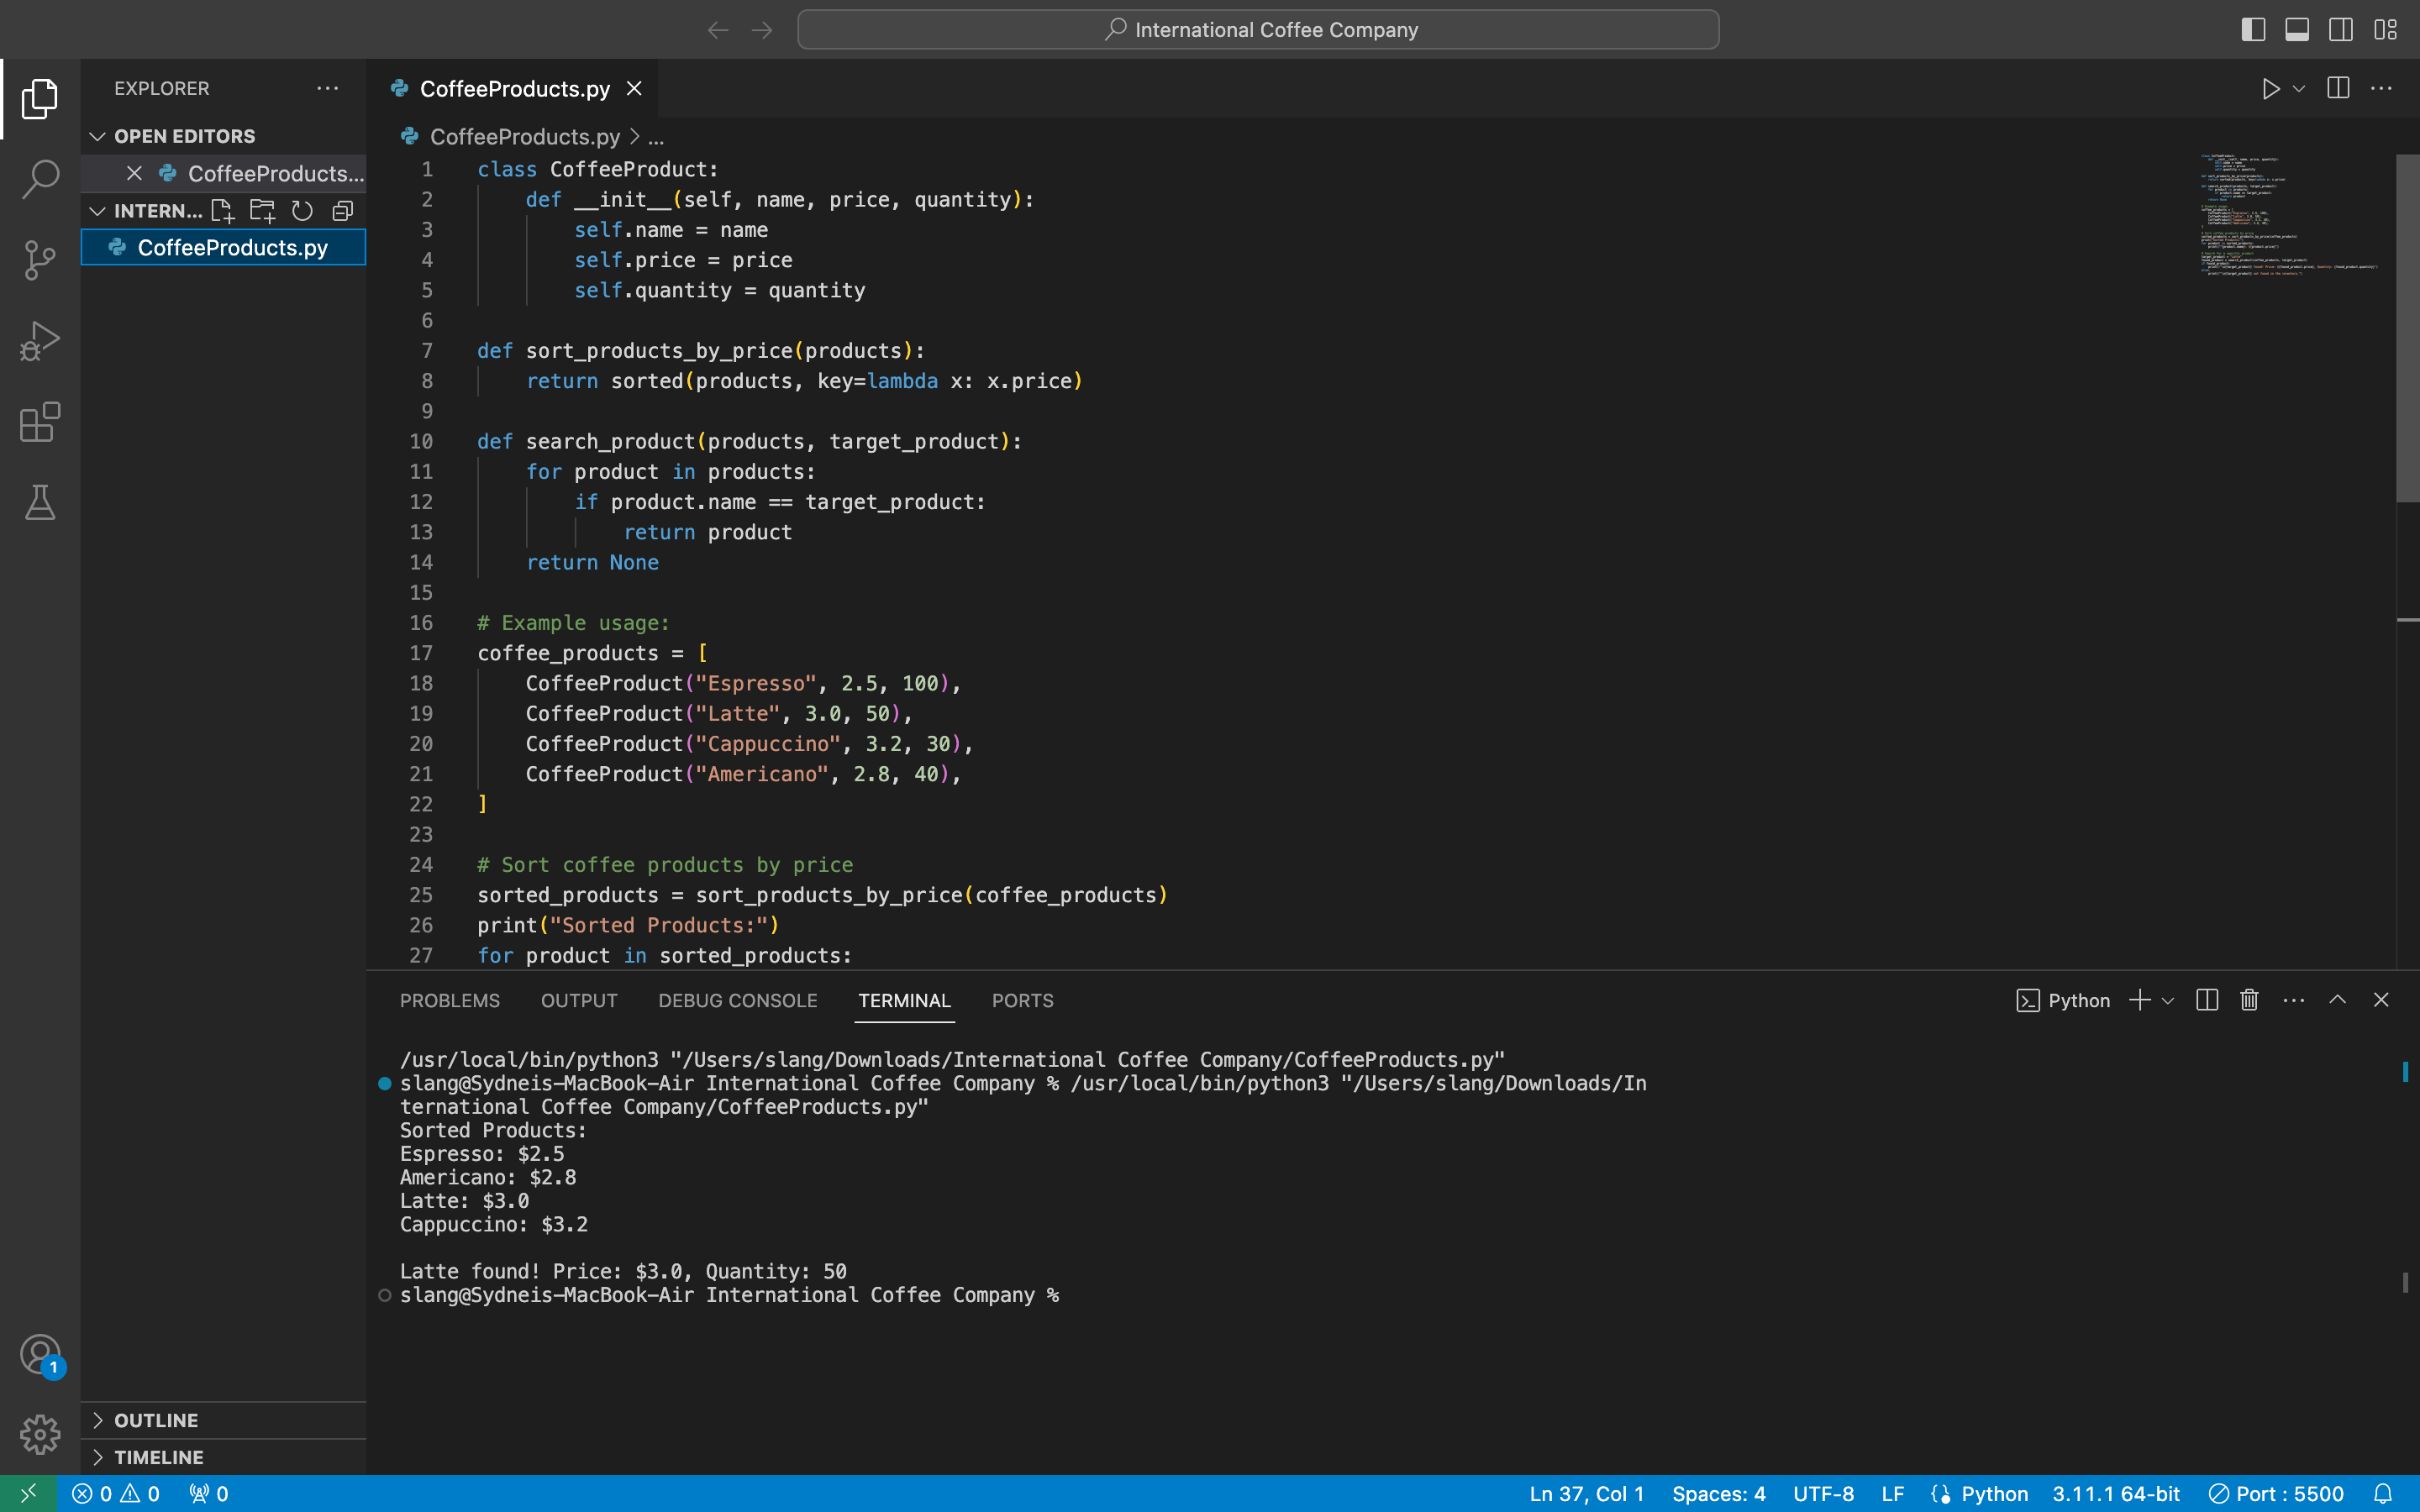 International Coffee Company
EXPLORER
OPEN EDITORS
CoffeeProducts...
INTERN...
CoffeeProducts.py
OUTLINE
TIMELINE
CoffeeProducts.py
CoffeeProducts.py > ...
1 class CoffeeProduct:
2     def __init__(self, name, price, quantity):
3         self.name = name
4         self.price = price
5         self.quantity = quantity
6
7 def sort_products_by_price(products):
8     return sorted(products, key=lambda x: x.price)
9
10 def search_product(products, target_product):
11     for product in products:
12         if product.name == target_product:
13             return product
14     return None
15
16 # Example usage:
17 coffee_products = [
18     CoffeeProduct("Espresso", 2.5, 100),
19     CoffeeProduct("Latte", 3.0, 50),
20     CoffeeProduct("Cappuccino", 3.2, 30),
21     CoffeeProduct("Americano", 2.8, 40),
22 ]
23
24 # Sort coffee products by price
25 sorted_products = sort_products_by_price(coffee_products)
26 print("Sorted Products:")
27 for product in sorted_products:
PROBLEMS OUTPUT DEBUG CONSOLE TERMINAL PORTS
Python
/usr/local/bin/python3 "/Users/slang/Downloads/International Coffee Company/CoffeeProducts.py"
slang@Sydneis-MacBook-Air International Coffee Company % /usr/local/bin/python3 "/Users/slang/Downloads/In
ternational Coffee Company/CoffeeProducts.py"
Sorted Products:
Espresso: $2.5
Americano: $2.8
Latte: $3.0
Cappuccino: $3.2
Latte found! Price: $3.0, Quantity: 50
slang@Sydneis-MacBook-Air International Coffee Company %
1
0 0 0
Ln 37, Col 1 Spaces: 4 UTF-8 LF Python 3.11.1 64-bit Port : 5500